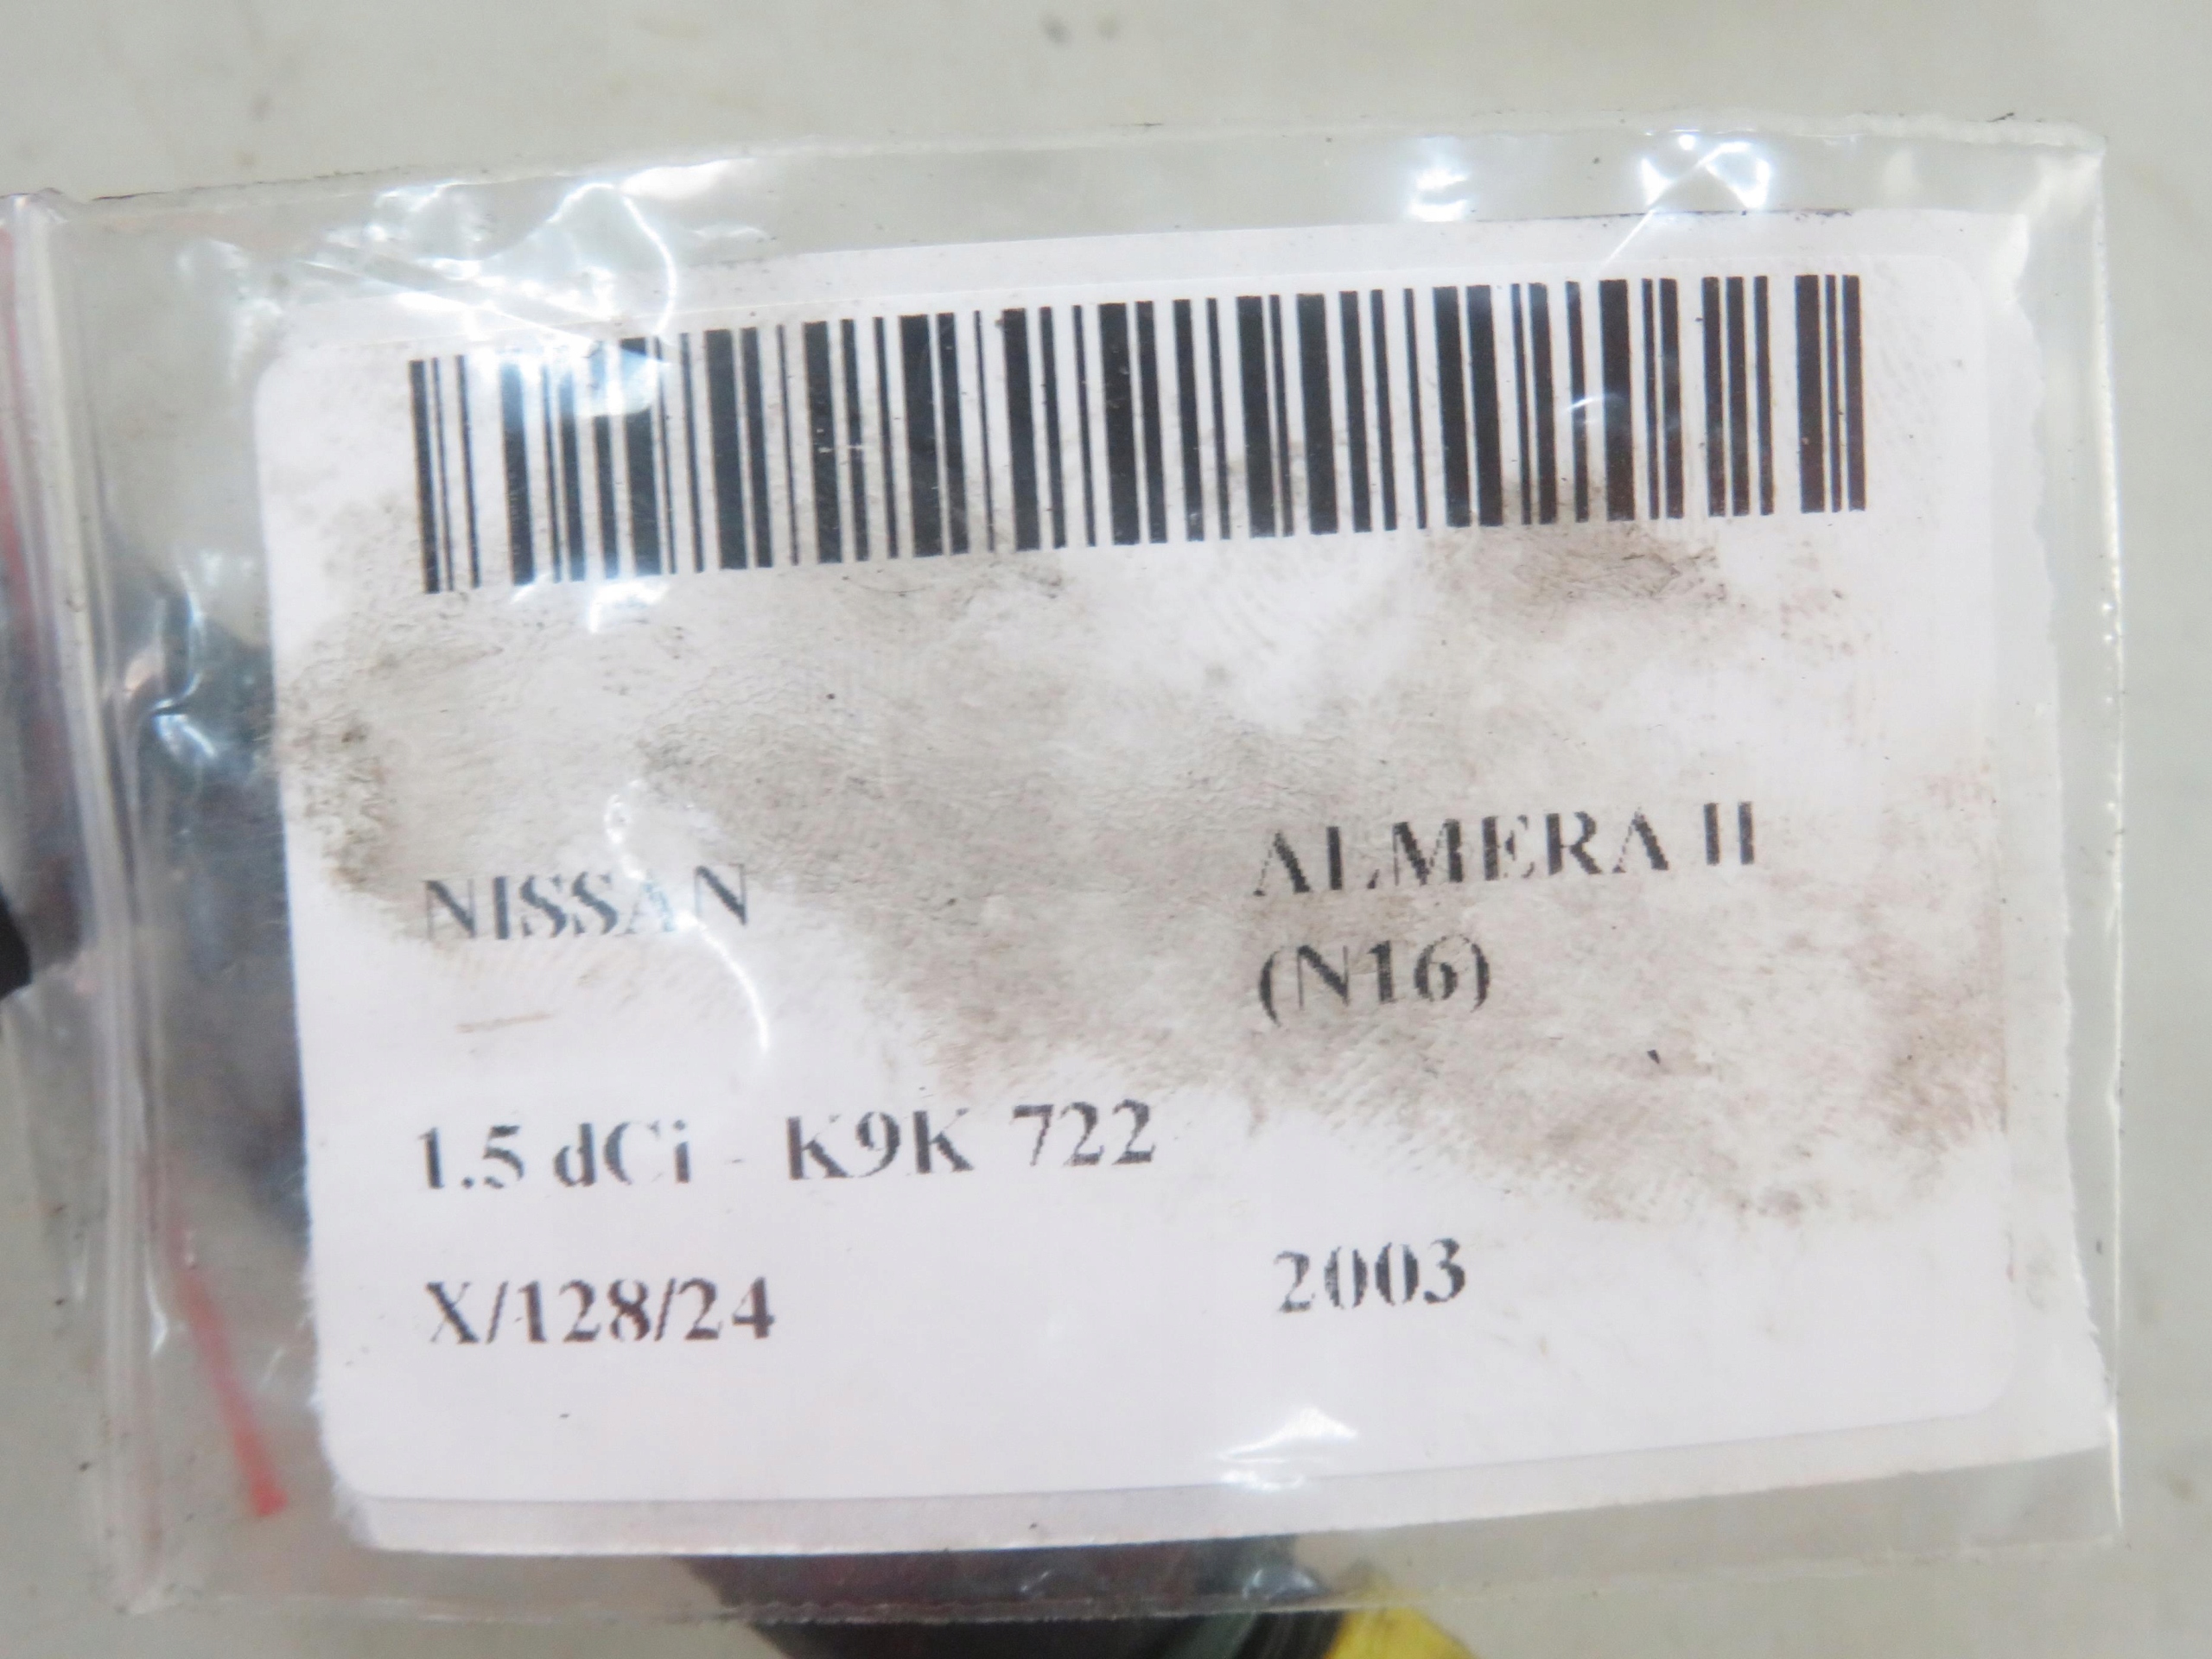 NISSAN
ALMERA II
(N16)
1.5 dCi - K9K 722
X/128/24
2003